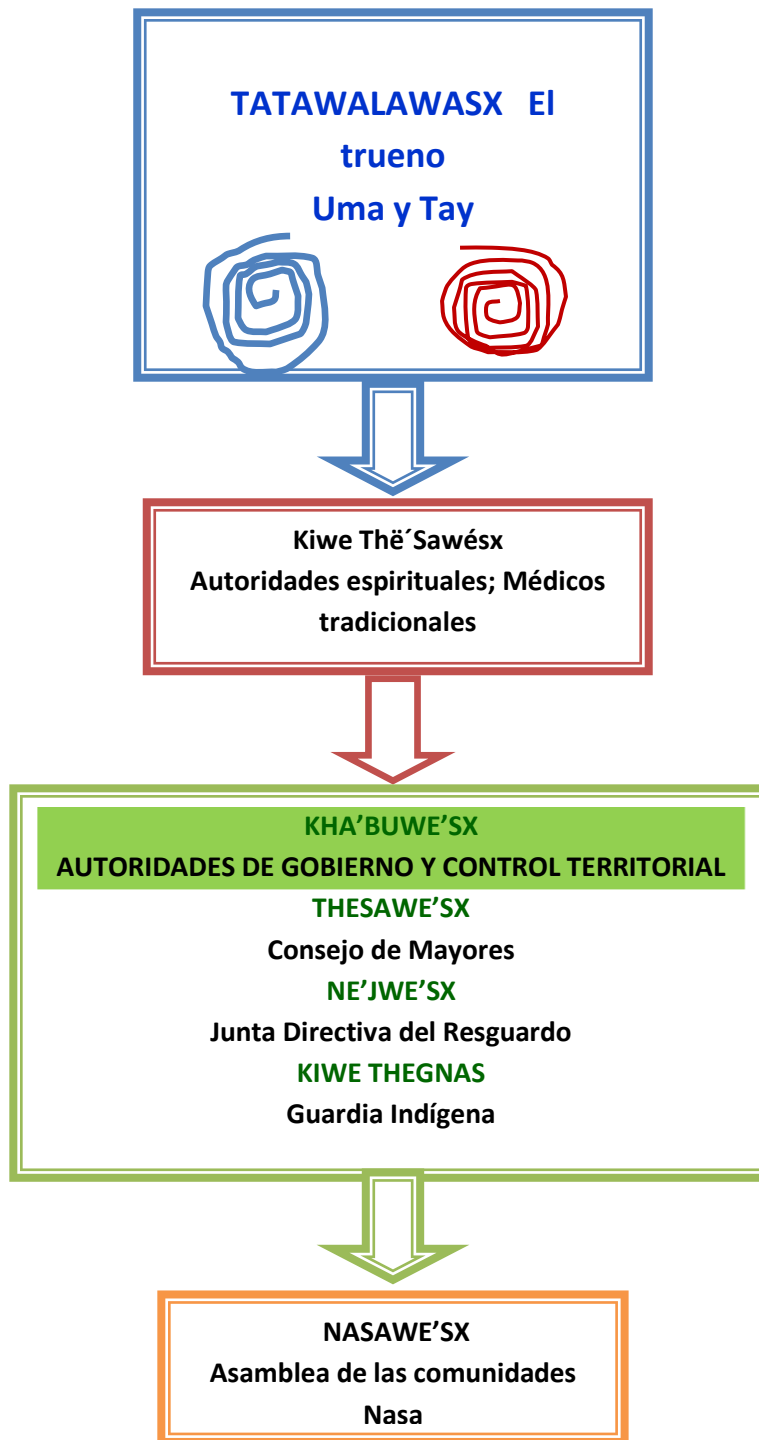 TATAWALAWASX El
trueno
Uma y Tay
Kiwe Thë´Sawésx
Autoridades espirituales; Médicos
tradicionales
KHA’BUWE’SX
AUTORIDADES DE GOBIERNO Y CONTROL TERRITORIAL
THESAWE’SX
Consejo de Mayores
NE’JWE’SX
Junta Directiva del Resguardo
KIWE THEGNAS
Guardia Indígena
NASAWE’SX
Asamblea de las comunidades
Nasa